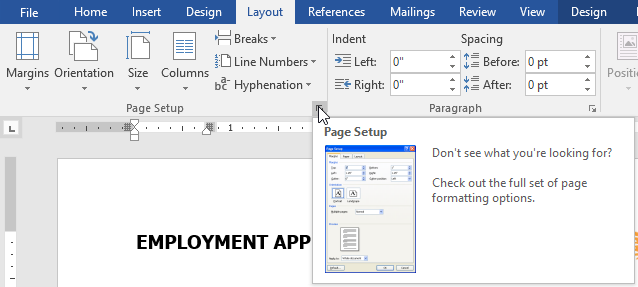 File Home Insert Design Layout References Mailings Review View Design
Breaks Indent Spacing
Line Numbers Left: 0" Before: 0 pt
Margins Orientation Size Columns Hyphenation Right: 0" After: 0 pt
Page Setup Paragraph
L 1
Page Setup
Don't see what you're looking for?
Check out the full set of page
formatting options.
EMPLOYMENT APP